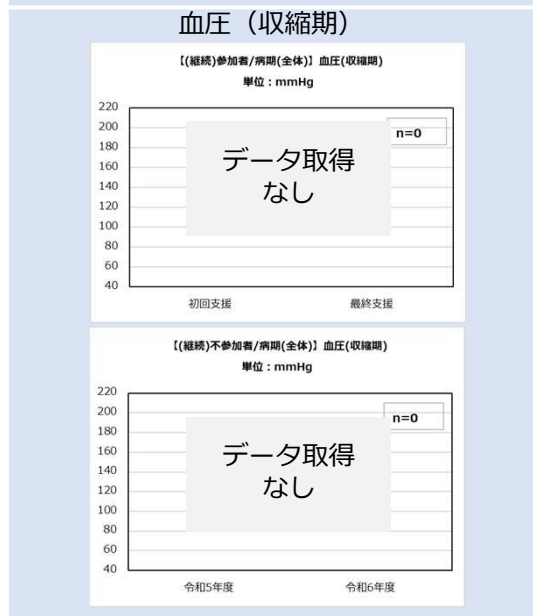 血圧（収縮期）
【(継続)参加者/病期(全体)】血圧(収縮期)
単位：mmHg
220
200
180
160
140
120
100
80
60
40
n=0
データ取得
なし
初回支援
最終支援
【(継続)不参加者/病期(全体)】血圧(収縮期)
単位：mmHg
220
200
180
160
140
120
100
80
60
40
n=0
データ取得
なし
令和5年度
令和6年度